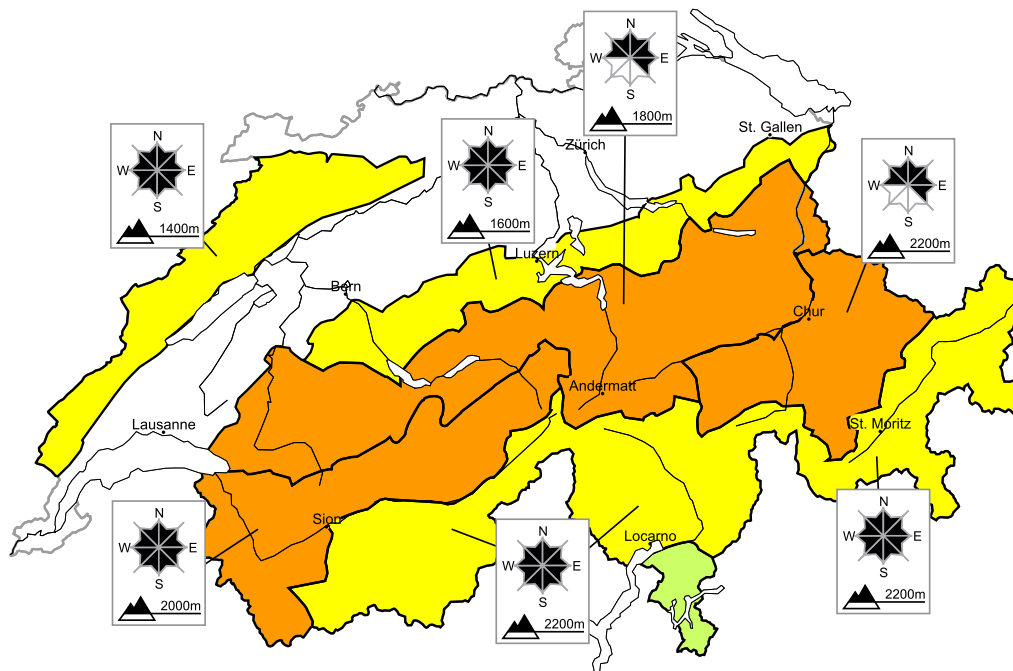 N
W E
S
1800m
N
W E
S
1400m
N
W E
S
1600m
St. Gallen
Zürich
N
W E
S
2200m
Luzern
Bern
Chur
Andermatt
Lausanne
St. Moritz
N
W E
S
2000m
Sion
N
W E
S
2200m
Locarno
N
W E
S
2200m